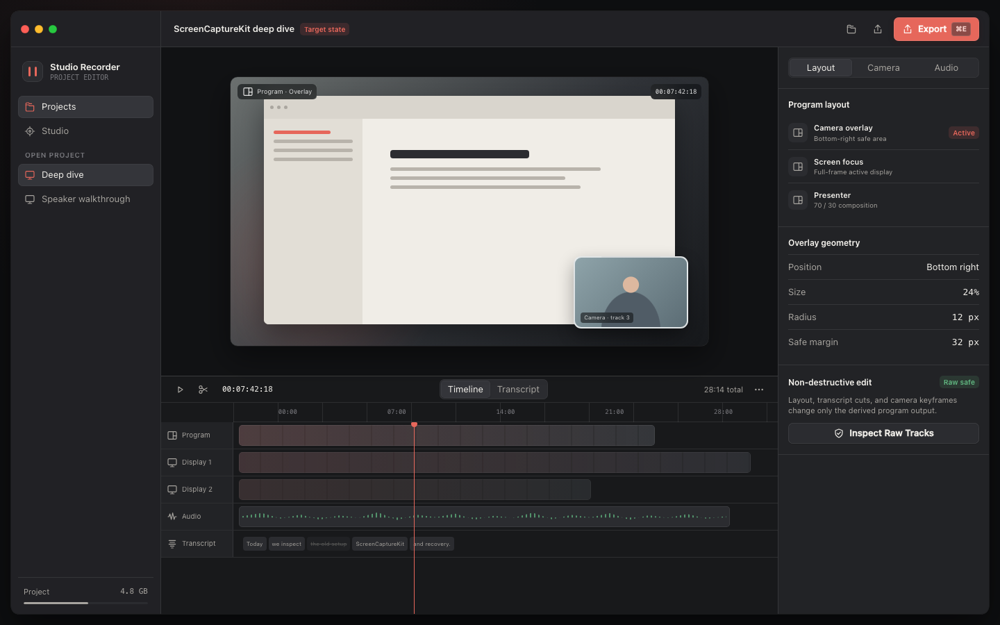 ScreenCaptureKit deep dive
Target state
Export
⌘E
Studio Recorder
PROJECT EDITOR
Projects
Studio
OPEN PROJECT
Deep dive
Speaker walkthrough
Project
4.8 GB
Program · Overlay
00:07:42:18
Camera · track 3
00:07:42:18
Timeline
Transcript
28:14 total
00:00
07:00
14:00
21:00
28:00
Program
Display 1
Display 2
Audio
Transcript
Today
we inspect
the old setup
ScreenCaptureKit
and recovery.
Layout
Camera
Audio
Program layout
Camera overlay
Bottom-right safe area
Active
Screen focus
Full-frame active display
Presenter
70 / 30 composition
Overlay geometry
Position
Bottom right
Size
24%
Radius
12 px
Safe margin
32 px
Non-destructive edit
Raw safe
Layout, transcript cuts, and camera keyframes
change only the derived program output.
Inspect Raw Tracks